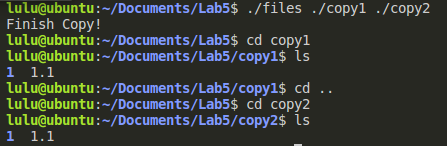 lulu@ubuntu:~/Documents/Lab5$ ./files ./copy1 ./copy2
Finish Copy!
lulu@ubuntu:~/Documents/Lab5$ cd copy1
lulu@ubuntu:~/Documents/Lab5/copy1$ ls
1  1.1
lulu@ubuntu:~/Documents/Lab5/copy1$ cd ..
lulu@ubuntu:~/Documents/Lab5$ cd copy2
lulu@ubuntu:~/Documents/Lab5/copy2$ ls
1  1.1